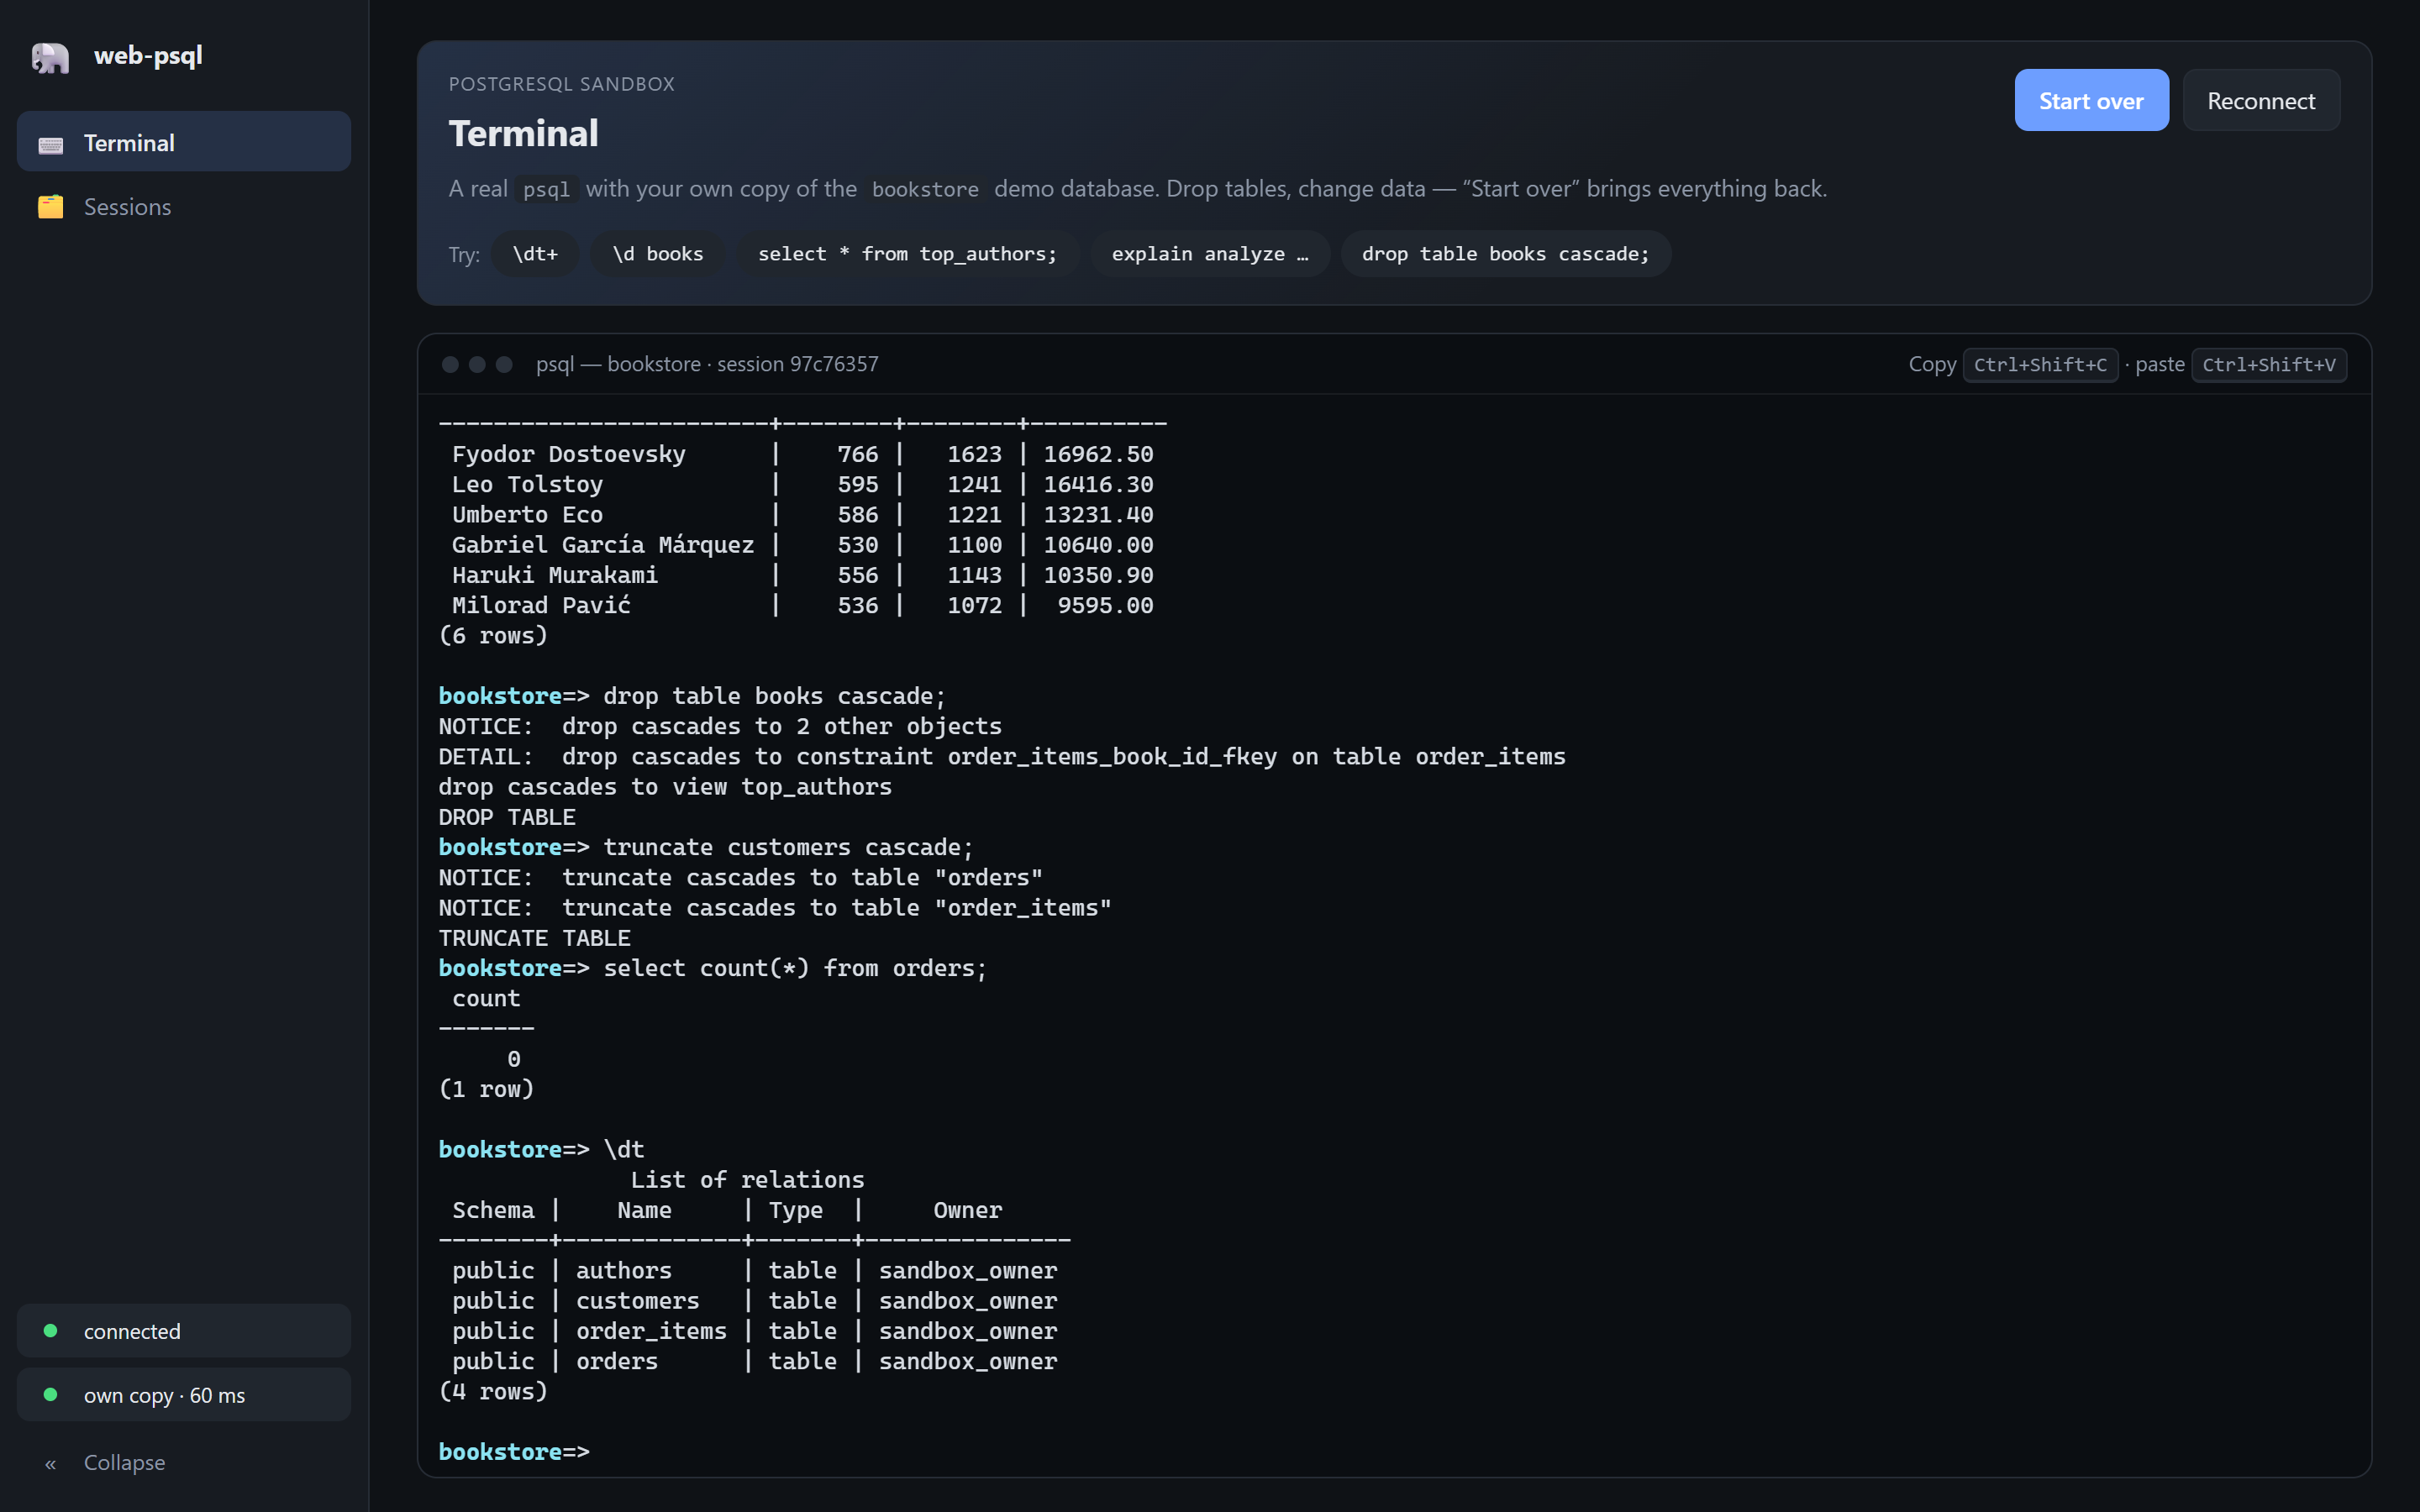 web-psql
Terminal
Sessions
connected
own copy · 60 ms
« Collapse
POSTGRESQL SANDBOX
Terminal
A real psql with your own copy of the bookstore demo database. Drop tables, change data — “Start over” brings everything back.
Try: \dt+ \d books select * from top_authors; explain analyze … drop table books cascade;
Start over Reconnect
psql — bookstore · session 97c76357
Copy Ctrl+Shift+C · paste Ctrl+Shift+V
------------------------+--------+--------+----------
 Fyodor Dostoevsky      |    766 |   1623 | 16962.50
 Leo Tolstoy            |    595 |   1241 | 16416.30
 Umberto Eco            |    586 |   1221 | 13231.40
 Gabriel García Márquez |    530 |   1100 | 10640.00
 Haruki Murakami        |    556 |   1143 | 10350.90
 Milorad Pavić          |    536 |   1072 |  9595.00
(6 rows)
bookstore=> drop table books cascade;
NOTICE:  drop cascades to 2 other objects
DETAIL:  drop cascades to constraint order_items_book_id_fkey on table order_items
drop cascades to view top_authors
DROP TABLE
bookstore=> truncate customers cascade;
NOTICE:  truncate cascades to table "orders"
NOTICE:  truncate cascades to table "order_items"
TRUNCATE TABLE
bookstore=> select count(*) from orders;
 count
-------
     0
(1 row)
bookstore=> \dt
              List of relations
 Schema |    Name     | Type  |     Owner
--------+-------------+-------+---------------
 public | authors     | table | sandbox_owner
 public | customers   | table | sandbox_owner
 public | order_items | table | sandbox_owner
 public | orders      | table | sandbox_owner
(4 rows)
bookstore=>